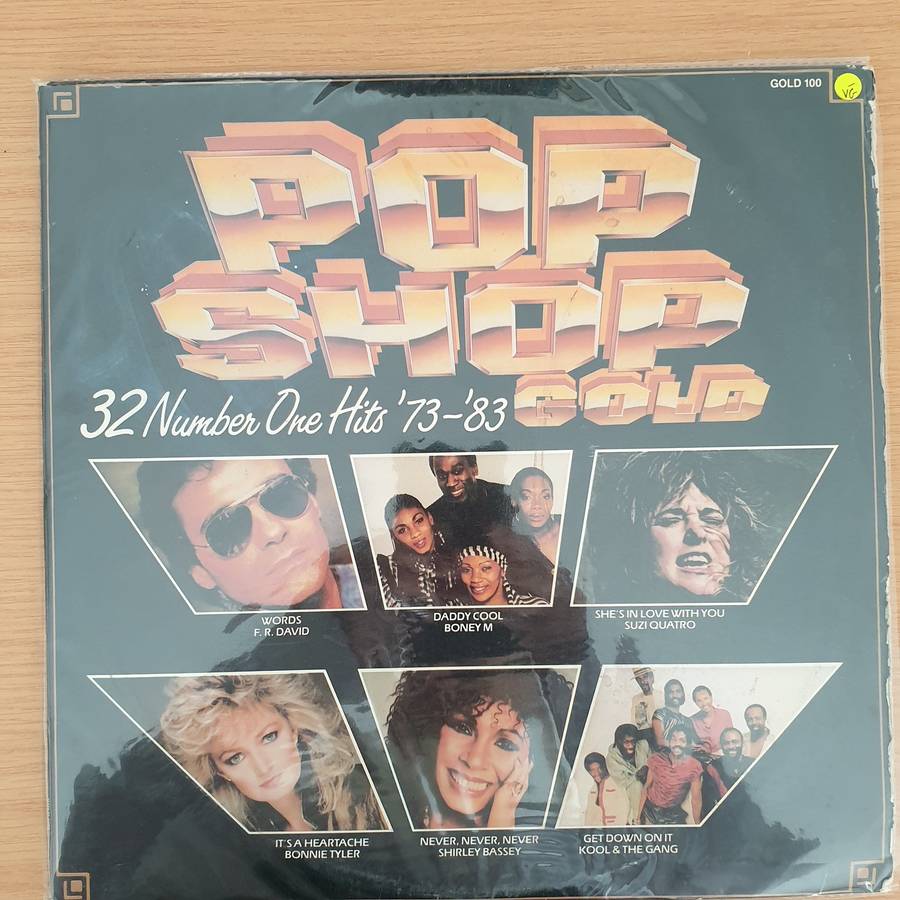 GOLD 100
VG
POP
SHOP
GOLD
32 Number One Hits '73-'83
WORDS
F. R. DAVID
DADDY COOL
BONEY M
SHE'S IN LOVE WITH YOU
SUZI QUATRO
IT'S A HEARTACHE
BONNIE TYLER
NEVER, NEVER, NEVER
SHIRLEY BASSEY
GET DOWN ON IT
KOOL & THE GANG